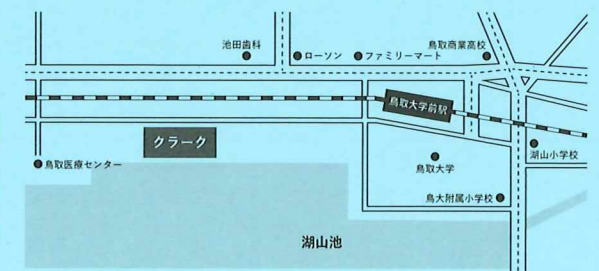 池田歯科
ローソン
ファミリーマート
鳥取商業高校
鳥取大学前駅
クラーク
鳥取医療センター
鳥取大学
湖山小学校
鳥大附属小学校
湖山池